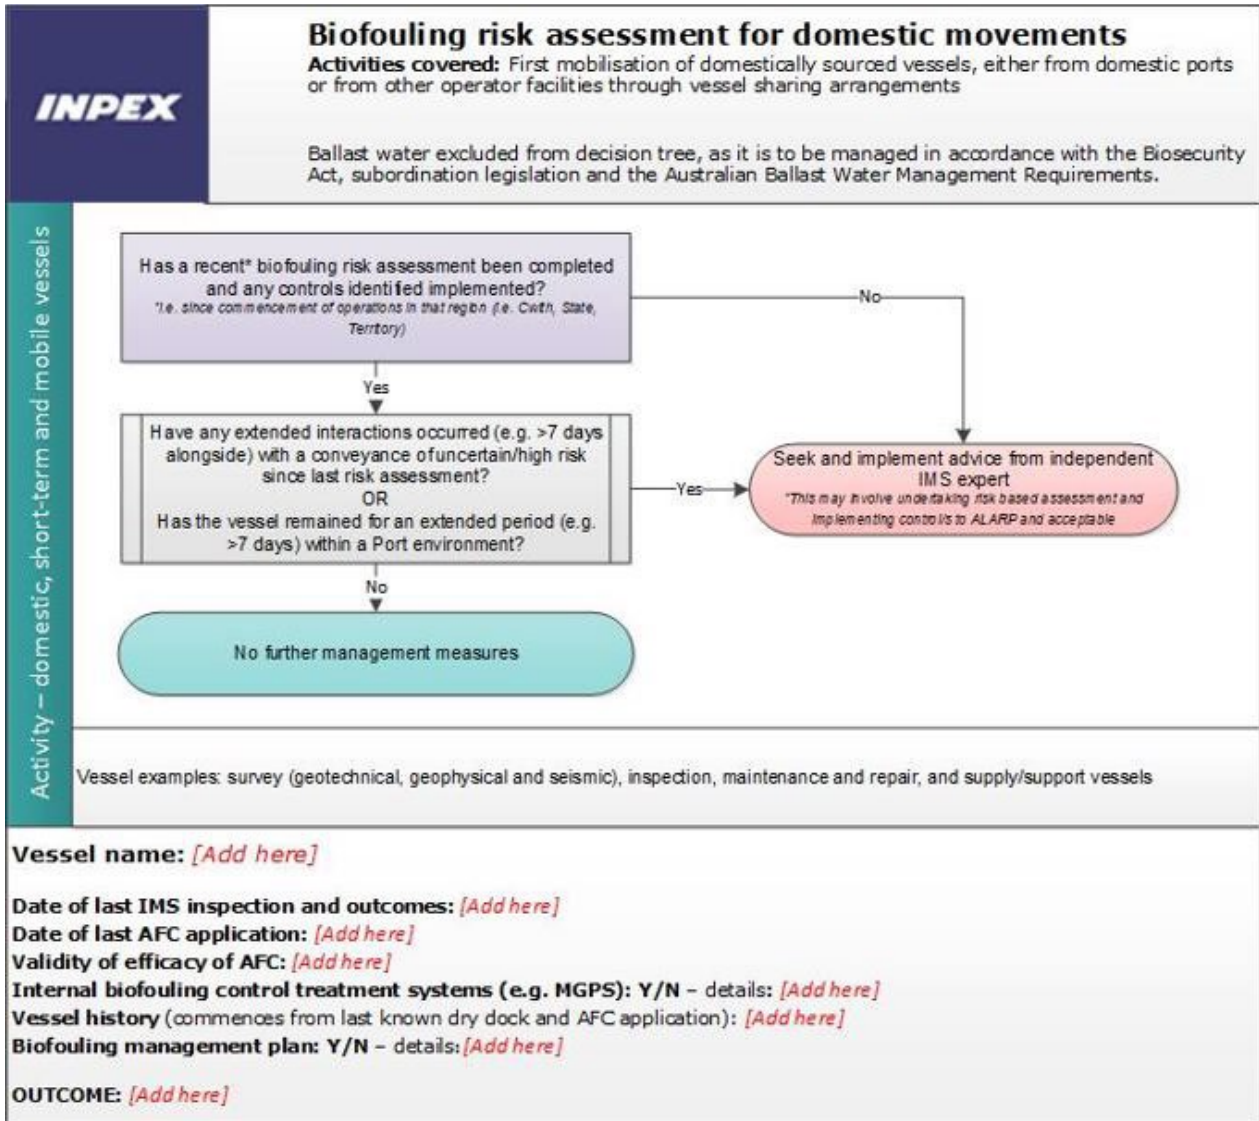 INPEX
Biofouling risk assessment for domestic movements
Activities covered: First mobilisation of domestically sourced vessels, either from domestic ports
or from other operator facilities through vessel sharing arrangements
Ballast water excluded from decision tree, as it is to be managed in accordance with the Biosecurity
Act, subordination legislation and the Australian Ballast Water Management Requirements.
Activity – domestic, short-term and mobile vessels
Has a recent* biofouling risk assessment been completed
and any controls identified implemented?
*i.e. since commencement of operations in that region (i.e. Cwth, State,
Territory)
No
Yes
Have any extended interactions occurred (e.g. >7 days
alongside) with a conveyance of uncertain/high risk
since last risk assessment?
OR
Has the vessel remained for an extended period (e.g.
>7 days) within a Port environment?
Yes
Seek and implement advice from independent
IMS expert
*This may involve undertaking risk based assessment and
implementing control/s to ALARP and acceptable
No
No further management measures
Vessel examples: survey (geotechnical, geophysical and seismic), inspection, maintenance and repair, and supply/support vessels
Vessel name: [Add here]
Date of last IMS inspection and outcomes: [Add here]
Date of last AFC application: [Add here]
Validity of efficacy of AFC: [Add here]
Internal biofouling control treatment systems (e.g. MGPS): Y/N – details: [Add here]
Vessel history (commences from last known dry dock and AFC application): [Add here]
Biofouling management plan: Y/N – details: [Add here]
OUTCOME: [Add here]